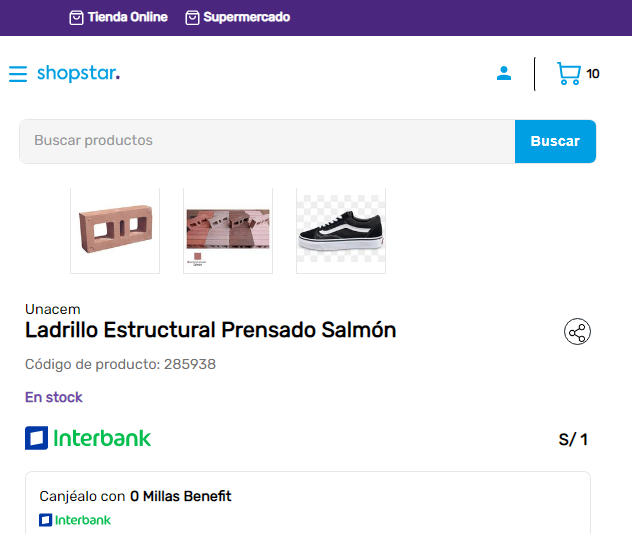 Tienda Online Supermercado
shopstar.
10
Buscar productos Buscar
Unacem
Ladrillo Estructural Prensado Salmón
Código de producto: 285938
En stock
Interbank S/ 1
Canjéalo con 0 Millas Benefit
Interbank